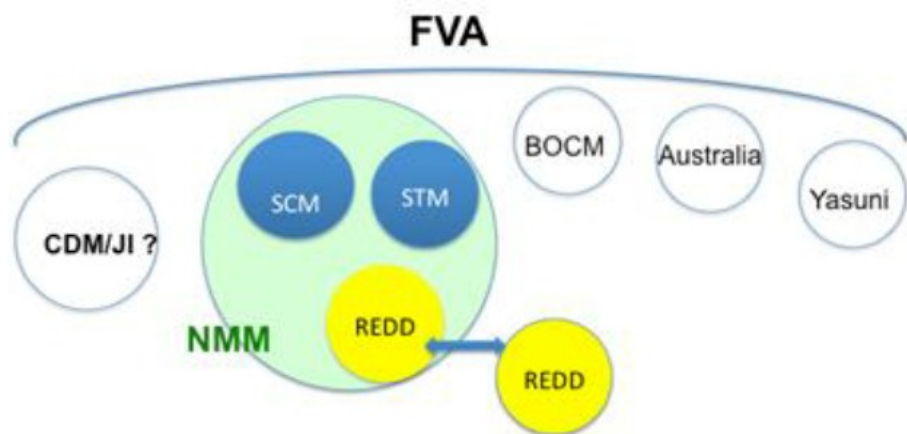 FVA
BOCM
Australia
SCM
STM
Yasuni
CDM/JI ?
REDD
NMM
REDD